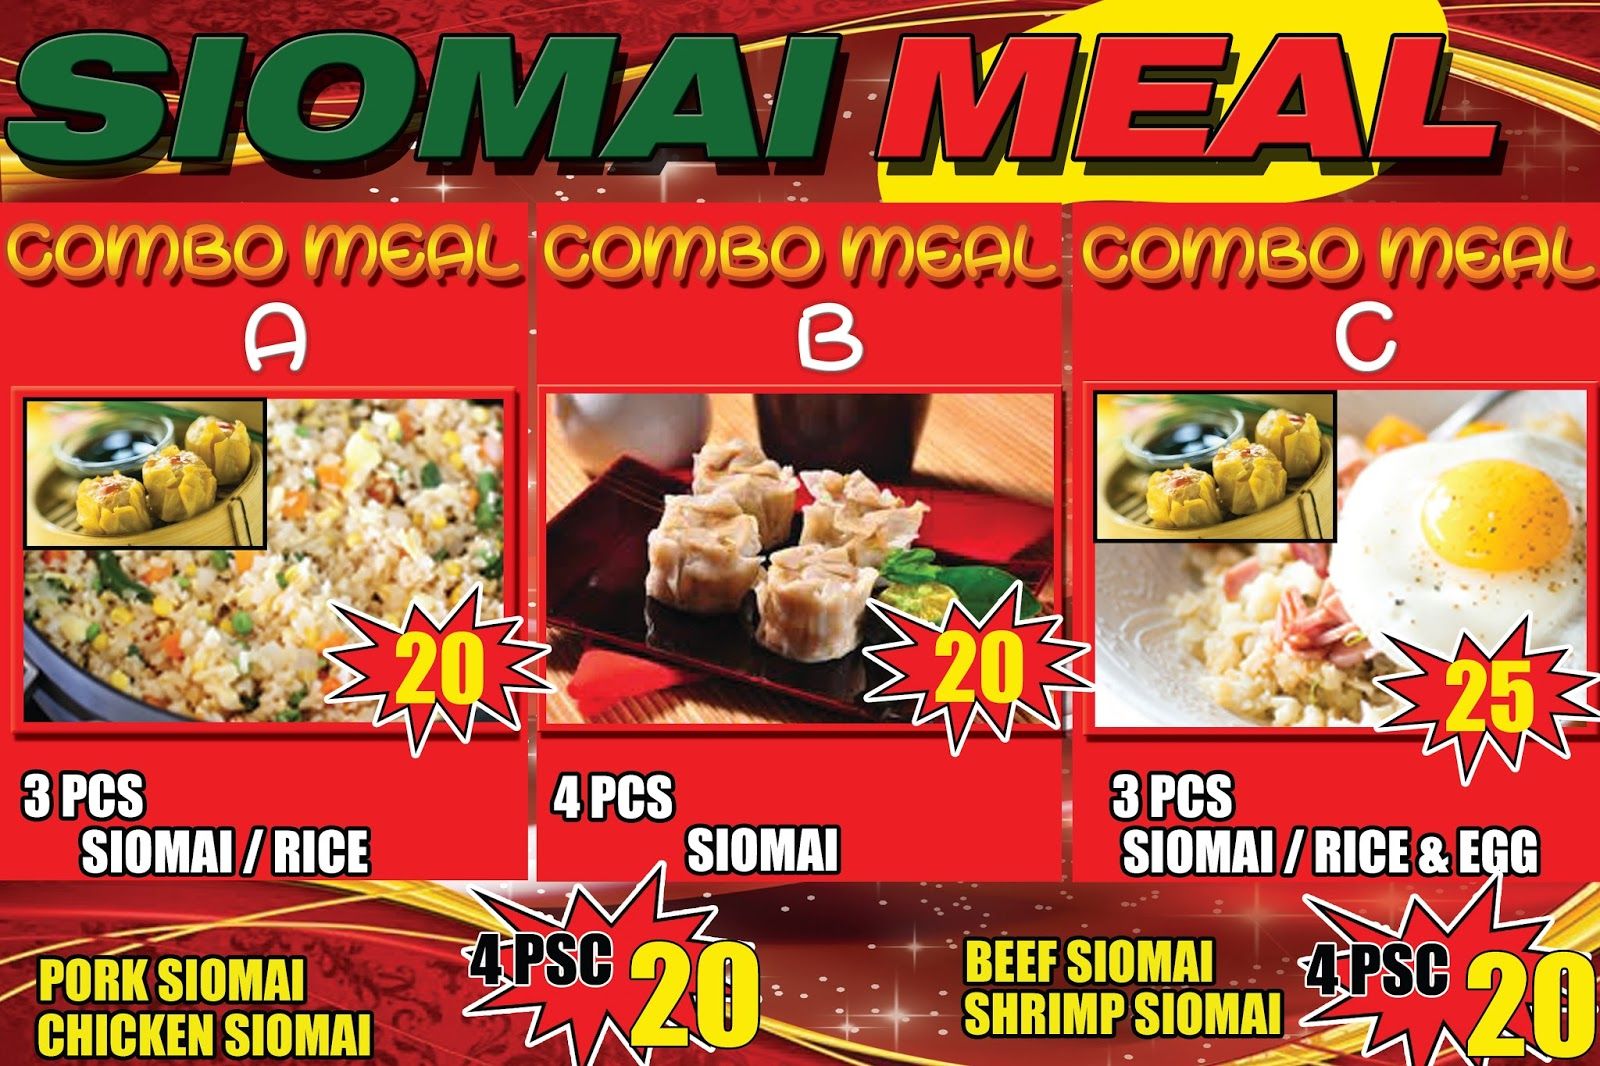 SIOMAI MEAL
COMBO MEAL
A
20
3 PCS
SIOMAI / RICE
COMBO MEAL
B
20
4 PCS
SIOMAI
COMBO MEAL
C
25
3 PCS
SIOMAI / RICE & EGG
PORK SIOMAI
CHICKEN SIOMAI
4 PSC 20
BEEF SIOMAI
SHRIMP SIOMAI
4 PSC 20